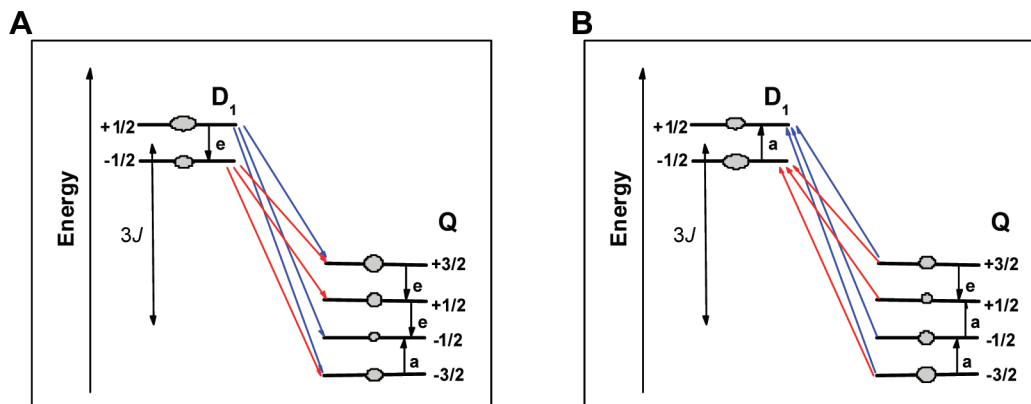 A
Energy
D1
+1/2
-1/2
e
3J
Q
+3/2
e
+1/2
e
-1/2
a
-3/2
B
Energy
D1
+1/2
a
-1/2
3J
Q
+3/2
e
+1/2
a
-1/2
a
-3/2